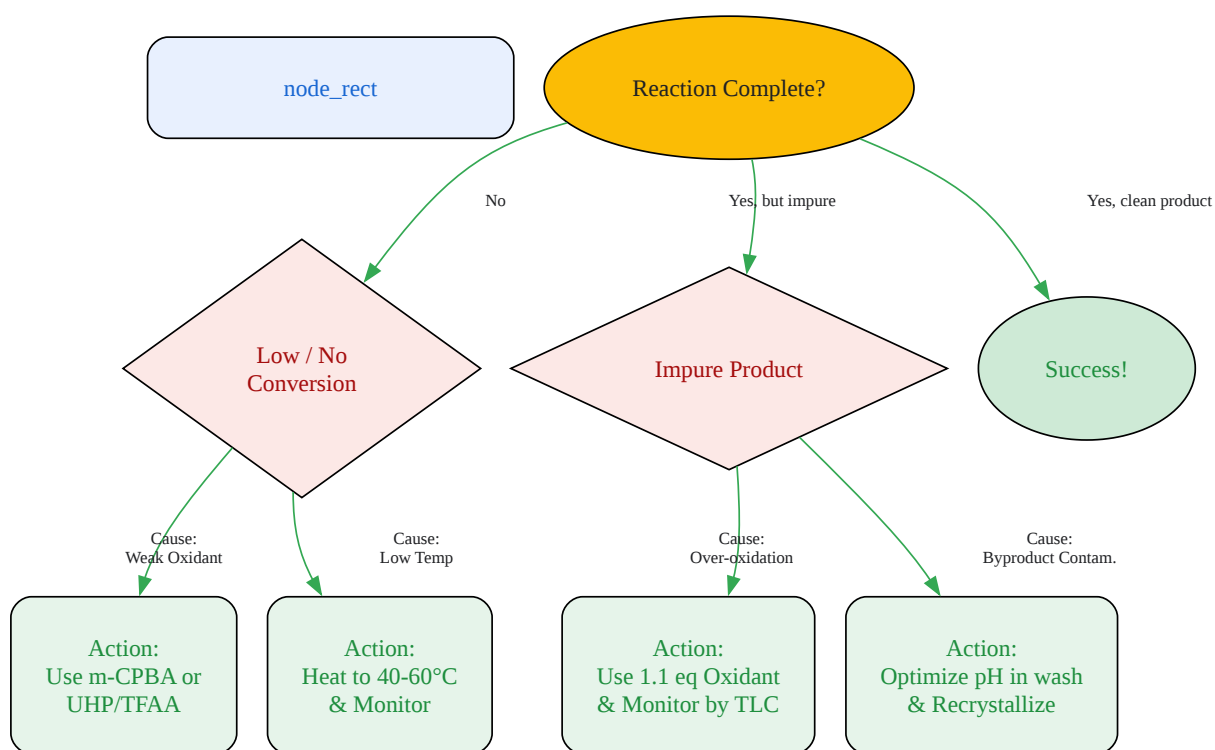 node_rect
Reaction Complete?
No
Yes, but impure
Yes, clean product
Low / No
Conversion
Impure Product
Success!
Cause:
Weak Oxidant
Cause:
Low Temp
Cause:
Over-oxidation
Cause:
Byproduct Contam.
Action:
Use m-CPBA or
UHP/TFAA
Action:
Heat to 40-60°C
& Monitor
Action:
Use 1.1 eq Oxidant
& Monitor by TLC
Action:
Optimize pH in wash
& Recrystallize